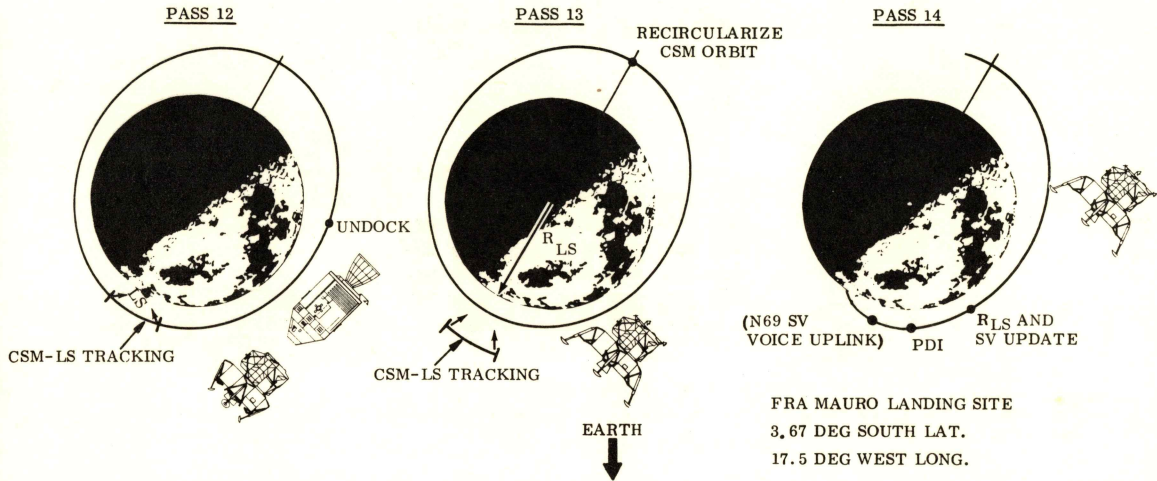 PASS 12
PASS 13
PASS 14
RECIRCULARIZE
CSM ORBIT
UNDOCK
R_LS
LS
CSM-LS TRACKING
CSM-LS TRACKING
(N69 SV
VOICE UPLINK)
PDI
R_LS AND
SV UPDATE
EARTH
FRA MAURO LANDING SITE
3.67 DEG SOUTH LAT.
17.5 DEG WEST LONG.